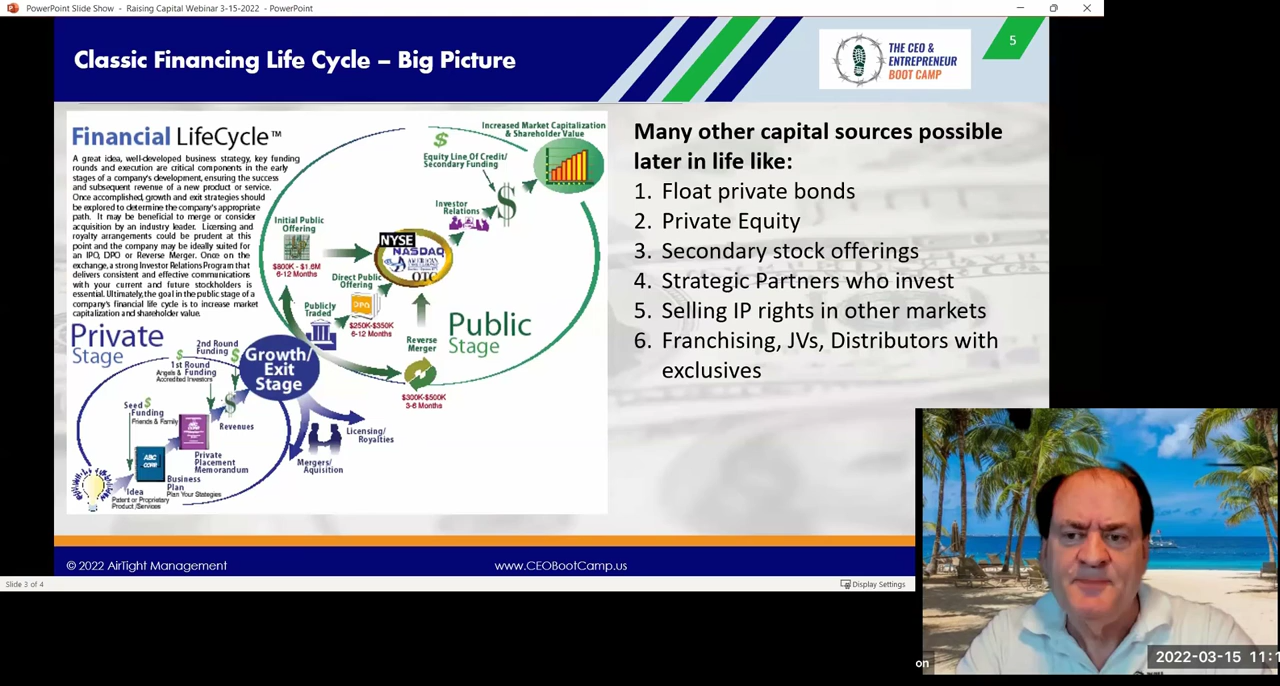 PowerPoint Slide Show - Raising Capital Webinar 3-15-2022 - PowerPoint
Classic Financing Life Cycle – Big Picture
THE CEO &
ENTREPRENEUR
BOOT CAMP
5
Financial LifeCycle™
A great idea, well-developed business strategy, key funding
rounds and execution are critical components in the early
stages of a company's development, ensuring the success
and subsequent revenue of a new product or service.
Once accomplished, growth and exit strategies should
be explored to determine the company's appropriate
path. It may be beneficial to merge or consider
acquisition by an industry leader. Licensing and
royalty arrangements could be prudent at this
point and the company may be ideally suited for
an IPO, DPO or Reverse Merger. Once on the
exchange, a strong Investor Relations Program that
delivers consistent and effective communications
with your current and future stockholders is
essential. Ultimately, the goal in the public stage of a
company's financial life cycle is to increase market
capitalization and shareholder value.
Increased Market Capitalization
& Shareholder Value
$
Equity Line Of Credit/
Secondary Funding
$
Investor
Relations
Initial Public
Offering
$800K - $1.6M
6-12 Months
NYSE
NASDAQ
AMERICAN
OTC
Direct Public
Offering
DPO
$250K-$350K
6-12 Months
Publicly
Traded
Public
Stage
Reverse
Merger
$300K-$500K
3-6 Months
Private
Stage
Growth/
Exit
Stage
2nd Round
Funding $
$
1st Round
Funding
Angels &
Accredited Investors
$
Revenues
Seed $
Funding
Friends & Family
ABC
CORP
ABC
CORP
Private
Placement
Memorandum
Business
Plan
Plan Your Stategies
Idea
Patent or Proprietary
Product /Services
Licensing/
Royalties
Mergers/
Aquisition
Many other capital sources possible
later in life like:
1. Float private bonds
2. Private Equity
3. Secondary stock offerings
4. Strategic Partners who invest
5. Selling IP rights in other markets
6. Franchising, JVs, Distributors with
exclusives
© 2022 AirTight Management
www.CEOBootCamp.us
Slide 3 of 4
Display Settings
on
2022-03-15 11:1